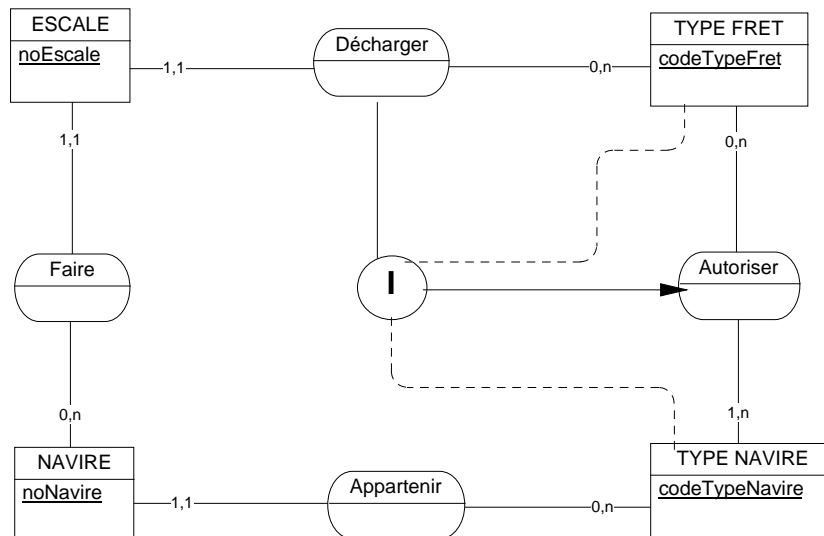 ESCALE
noEscale
Décharger
TYPE FRET
codeTypeFret
1,1
0,n
1,1
0,n
Faire
I
Autoriser
0,n
1,n
NAVIRE
noNavire
Appartenir
TYPE NAVIRE
codeTypeNavire
1,1
0,n